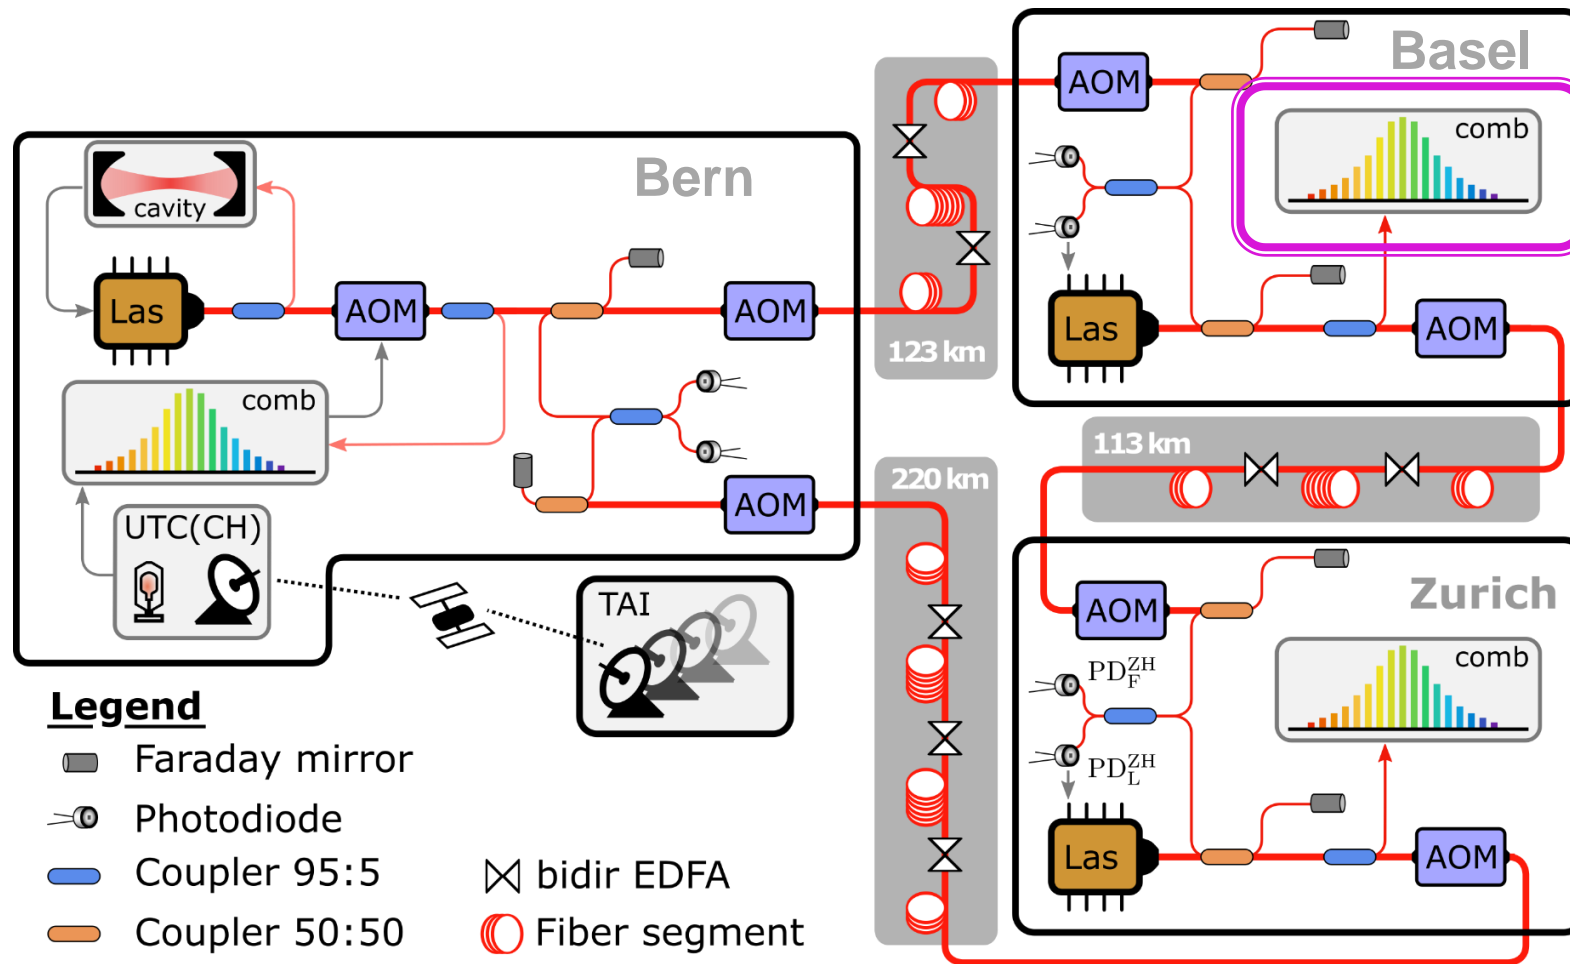 Basel
AOM
comb
Las
AOM
123 km
Bern
cavity
Las
AOM
AOM
comb
AOM
UTC(CH)
TAI
113 km
220 km
Zurich
AOM
comb
PD_F^ZH
PD_L^ZH
Las
AOM
Legend
Faraday mirror
Photodiode
Coupler 95:5
Coupler 50:50
bidir EDFA
Fiber segment